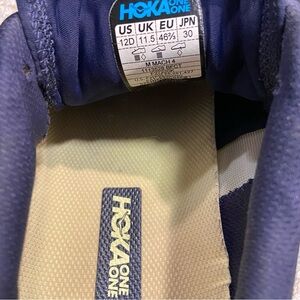 HOKA ONE ONE
US UK EU JPN
12D 11.5 46⅔ 30
M MACH 4
HOKA ONE ONE